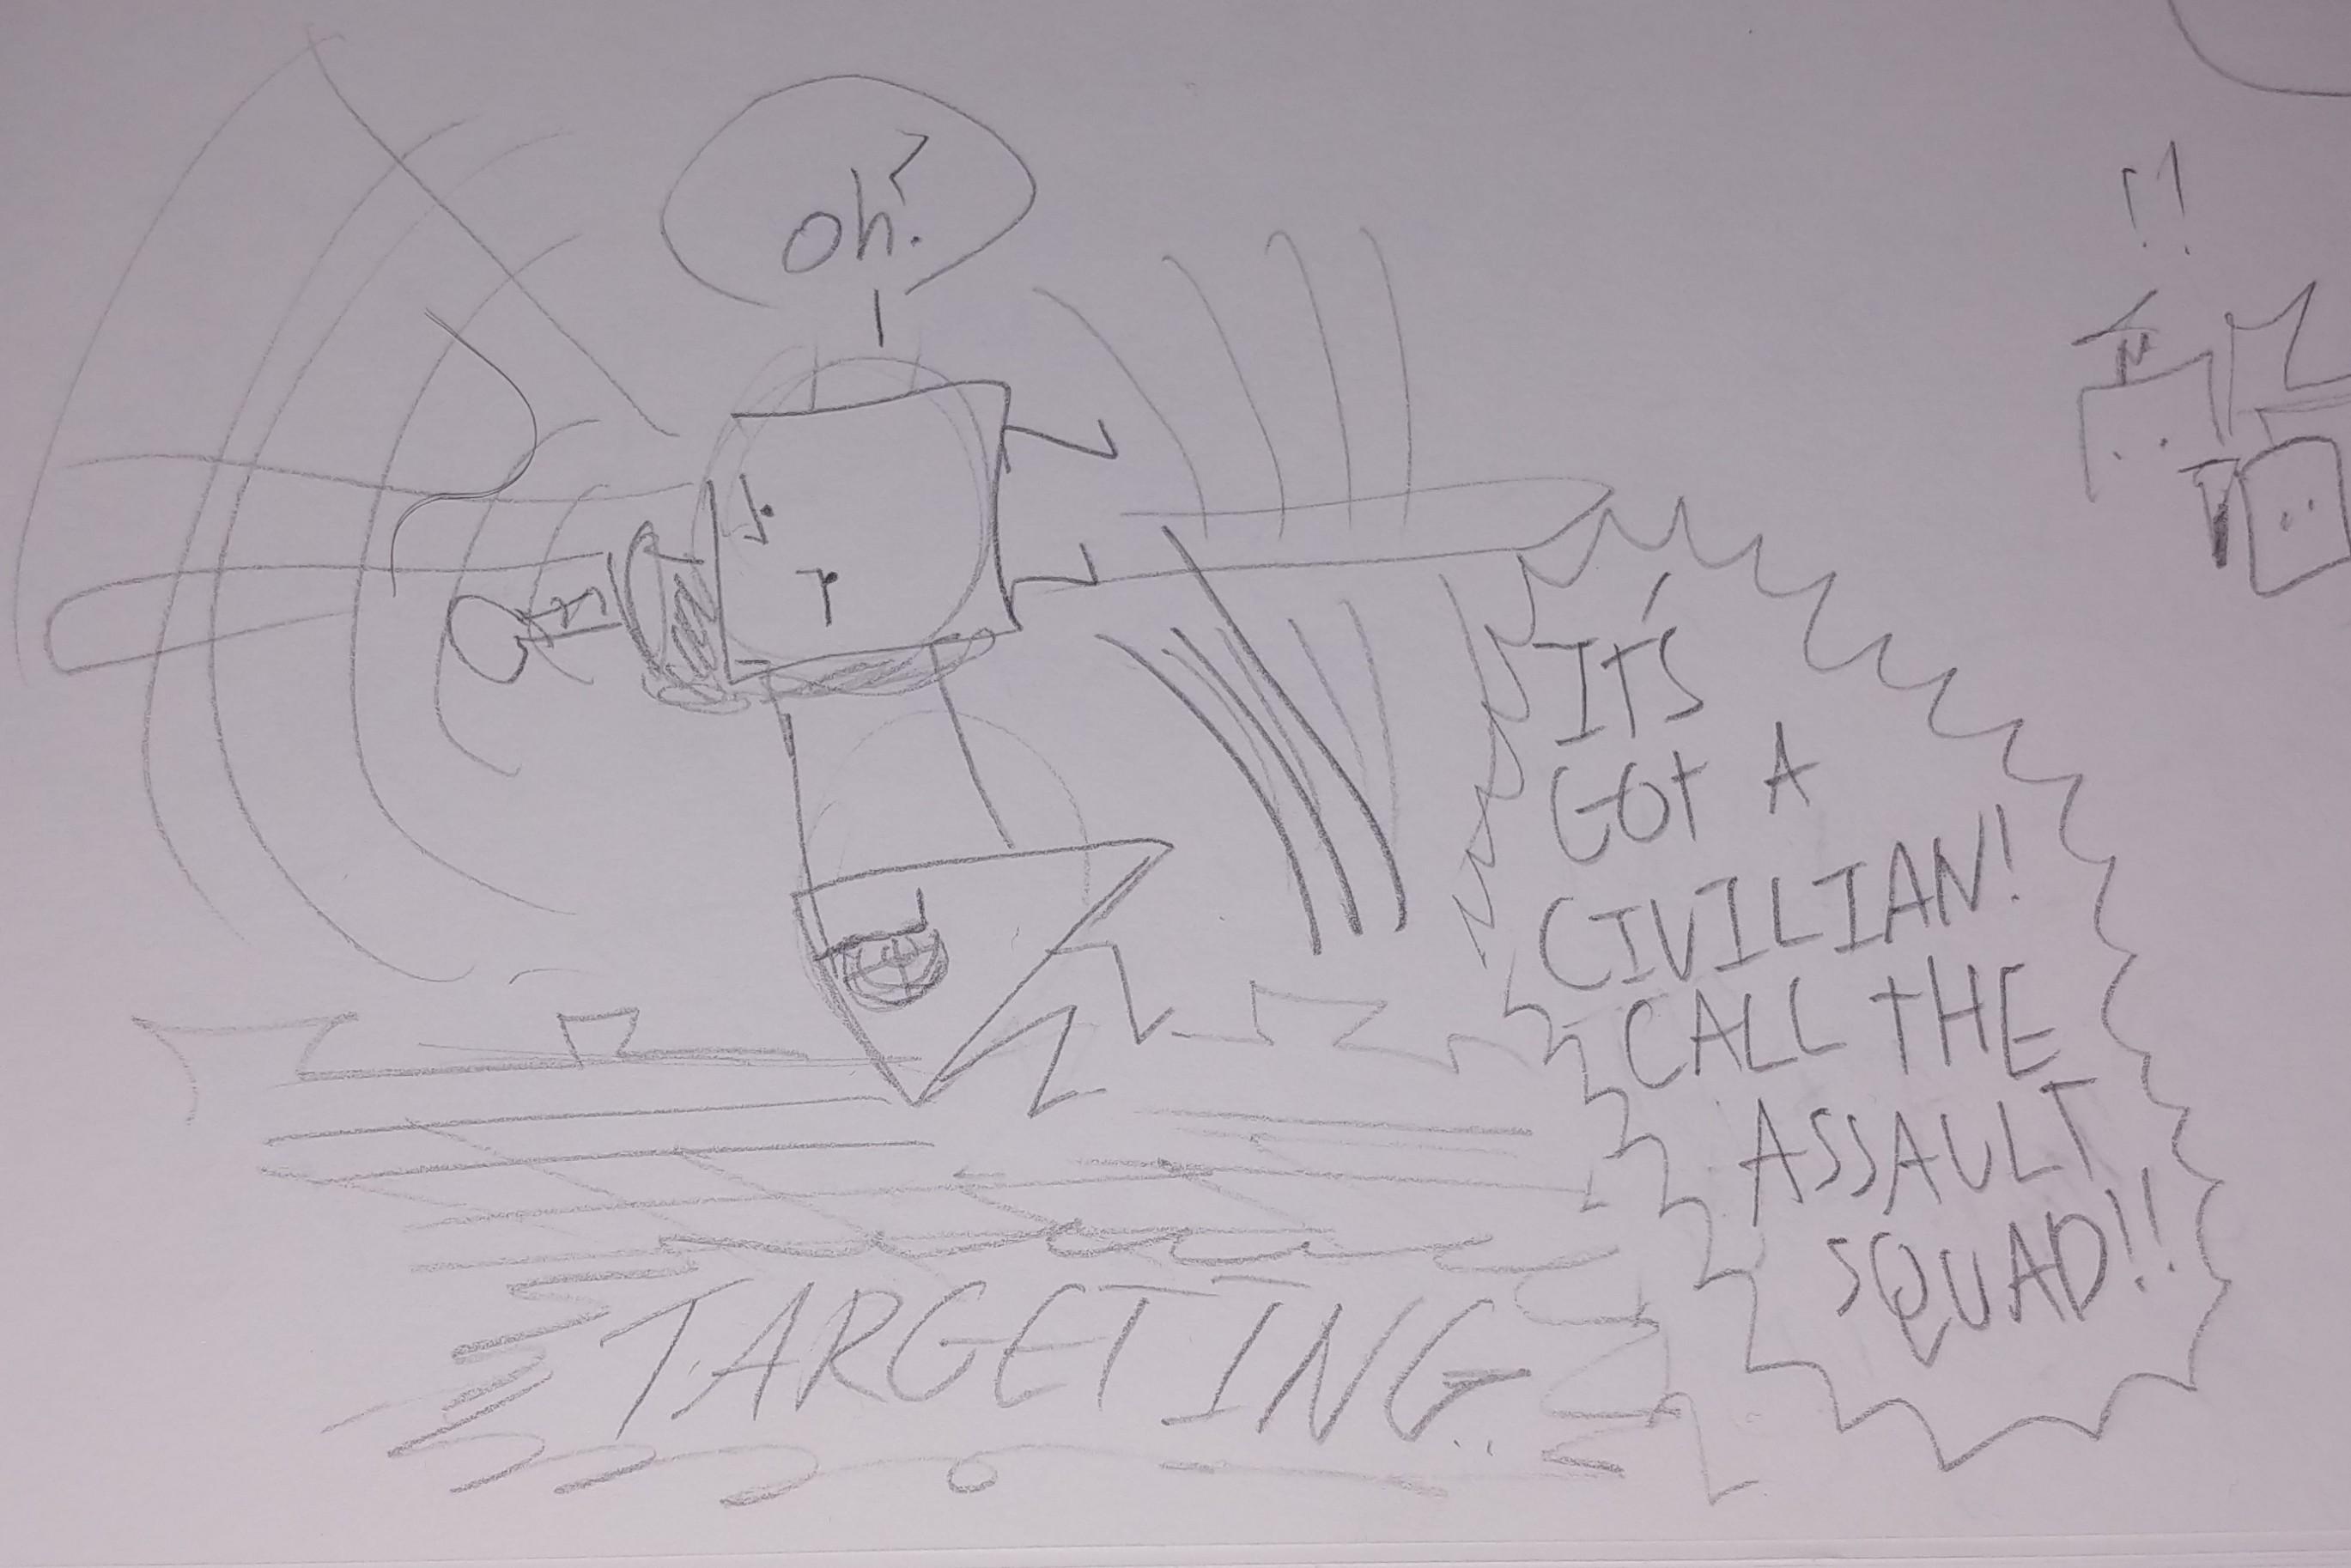 oh?
!!
IT'S
GOT A
CIVILIAN!
CALL THE
ASSAULT
SQUAD!!
TARGETING..